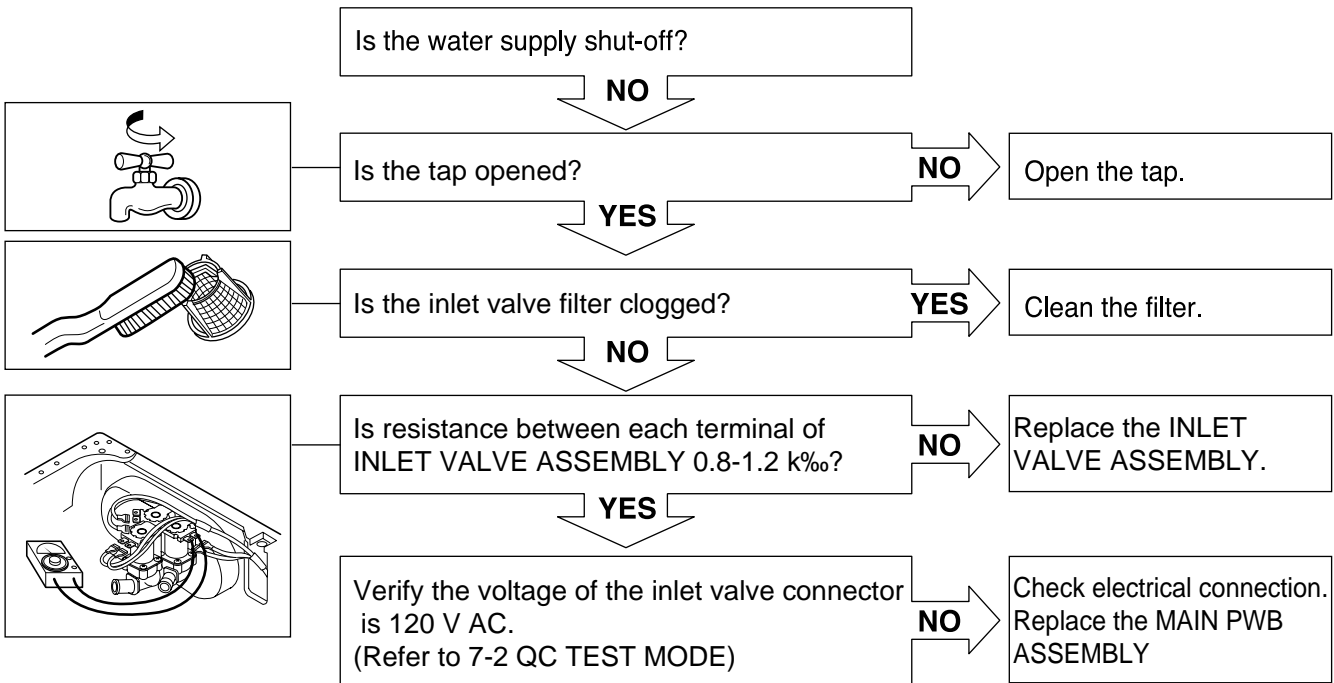 Is the water supply shut-off?
NO
Is the tap opened?
NO
Open the tap.
YES
Is the inlet valve filter clogged?
YES
Clean the filter.
NO
Is resistance between each terminal of
INLET VALVE ASSEMBLY 0.8-1.2 k‰?
NO
Replace the INLET
VALVE ASSEMBLY.
YES
Verify the voltage of the inlet valve connector
is 120 V AC.
(Refer to 7-2 QC TEST MODE)
NO
Check electrical connection.
Replace the MAIN PWB
ASSEMBLY